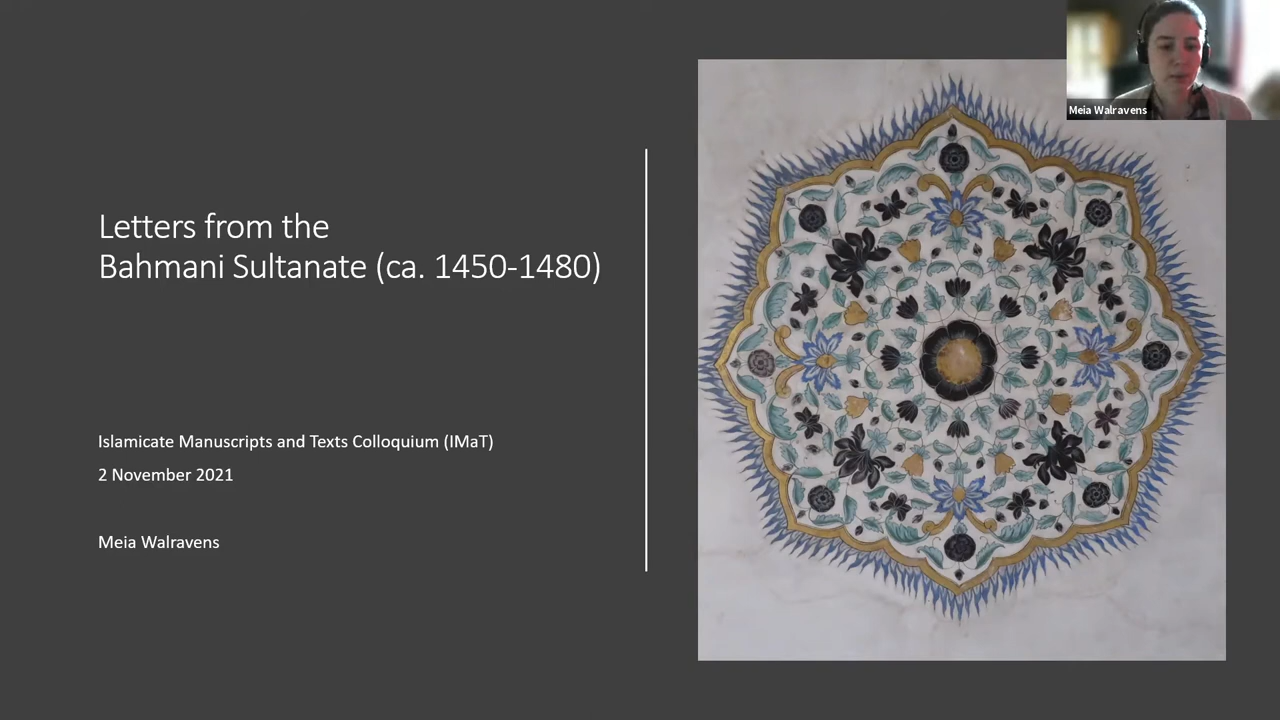 Letters from the
Bahmani Sultanate (ca. 1450-1480)
Islamicate Manuscripts and Texts Colloquium (IMaT)
2 November 2021
Meia Walravens
Meia Walravens